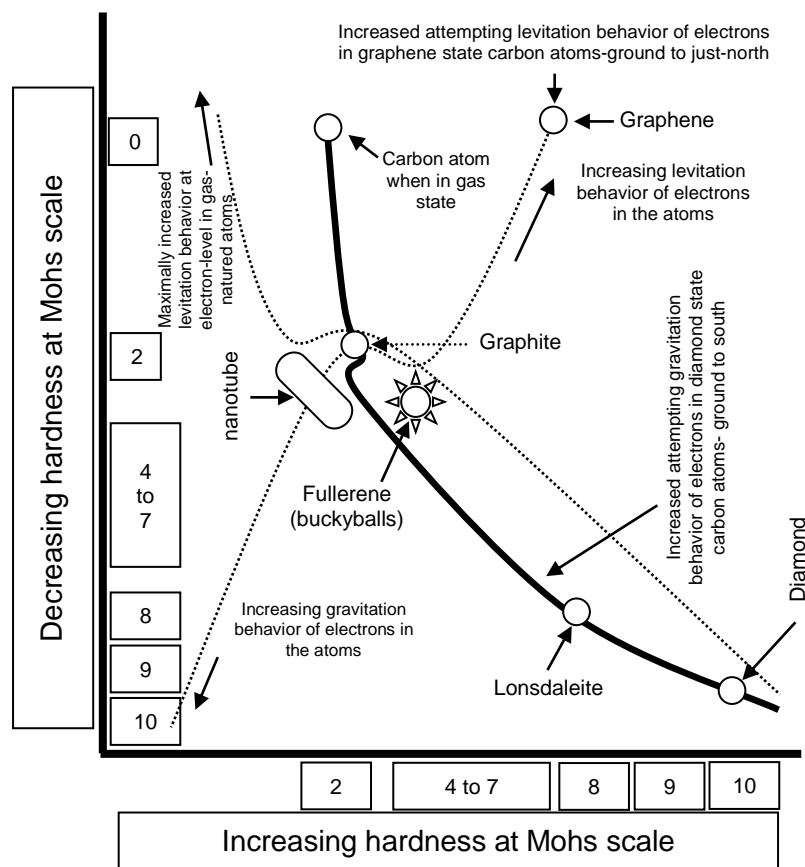 Increased attempting levitation behavior of electrons
in graphene state carbon atoms-ground to just-north
Decreasing hardness at Mohs scale
0
2
4
to
7
8
9
10
Maximally increased
levitation behavior at
electron-level in gas-
natured atoms
Carbon atom
when in gas
state
Graphene
Increasing levitation
behavior of electrons
in the atoms
Graphite
nanotube
Fullerene
(buckyballs)
Increased attempting gravitation
behavior of electrons in diamond state
carbon atoms- ground to south
Diamond
Increasing gravitation
behavior of electrons in
the atoms
Lonsdaleite
2
4 to 7
8
9
10
Increasing hardness at Mohs scale